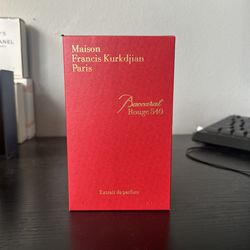 Maison
Francis Kurkdjian
Paris
Baccarat
Rouge 540
Extrait de parfum